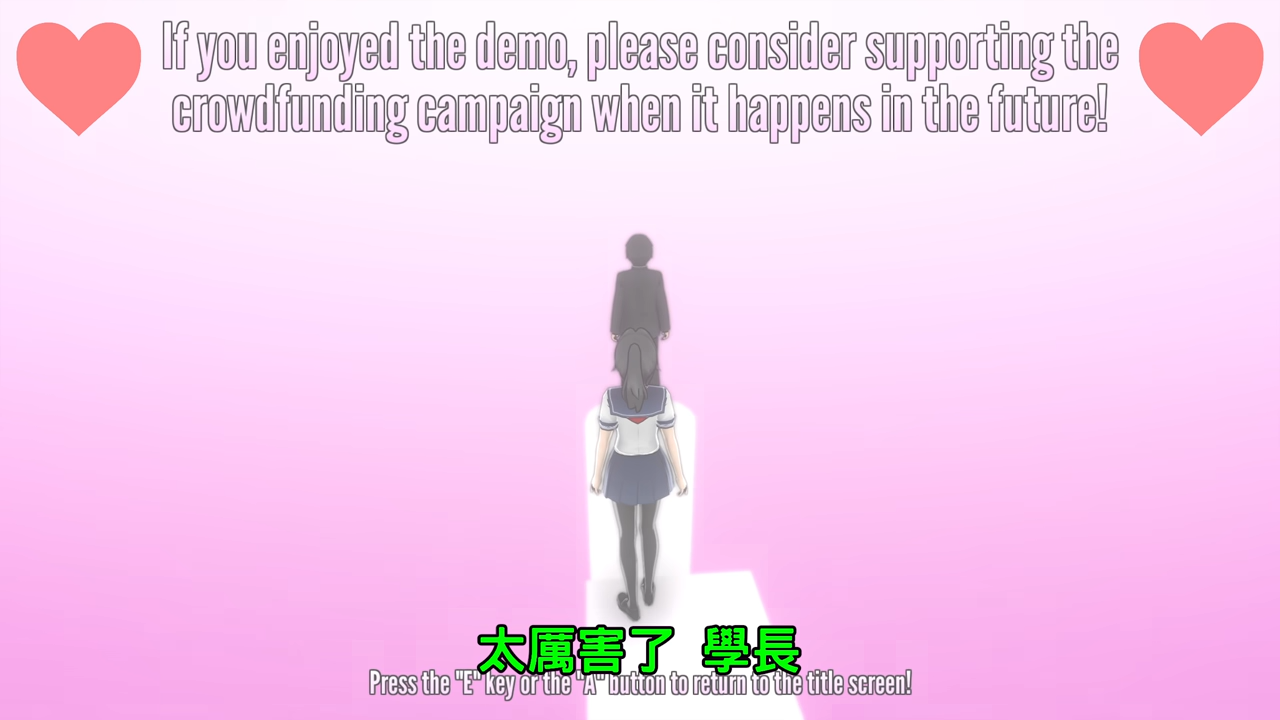 If you enjoyed the demo, please consider supporting the
crowdfunding campaign when it happens in the future!
太厲害了 學長
Press the "E" key or the "A" button to return to the title screen!